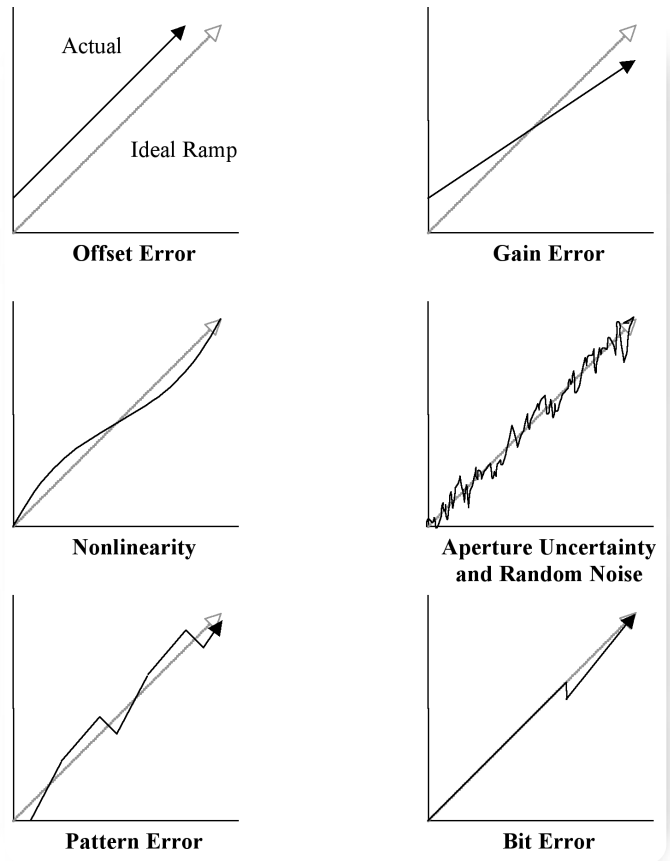 Actual
Ideal Ramp
Offset Error
Gain Error
Nonlinearity
Aperture Uncertainty
and Random Noise
Pattern Error
Bit Error